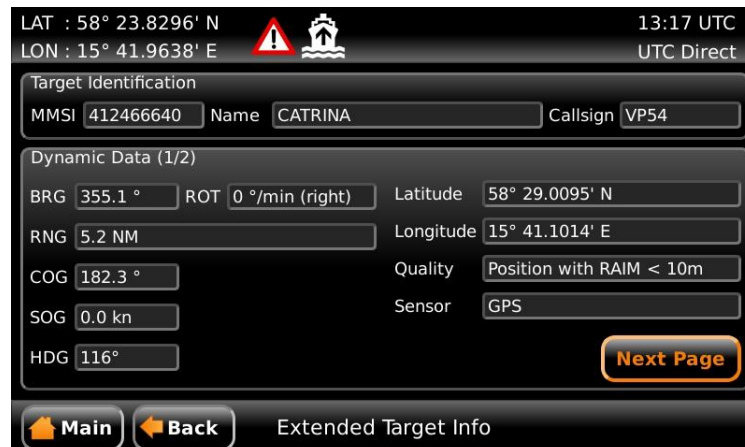 LAT : 58° 23.8296' N
LON : 15° 41.9638' E
13:17 UTC
UTC Direct
Target Identification
MMSI 412466640 Name CATRINA Callsign VP54
Dynamic Data (1/2)
BRG 355.1 ° ROT 0 °/min (right)
RNG 5.2 NM
COG 182.3 °
SOG 0.0 kn
HDG 116°
Latitude 58° 29.0095' N
Longitude 15° 41.1014' E
Quality Position with RAIM < 10m
Sensor GPS
Next Page
Main Back Extended Target Info